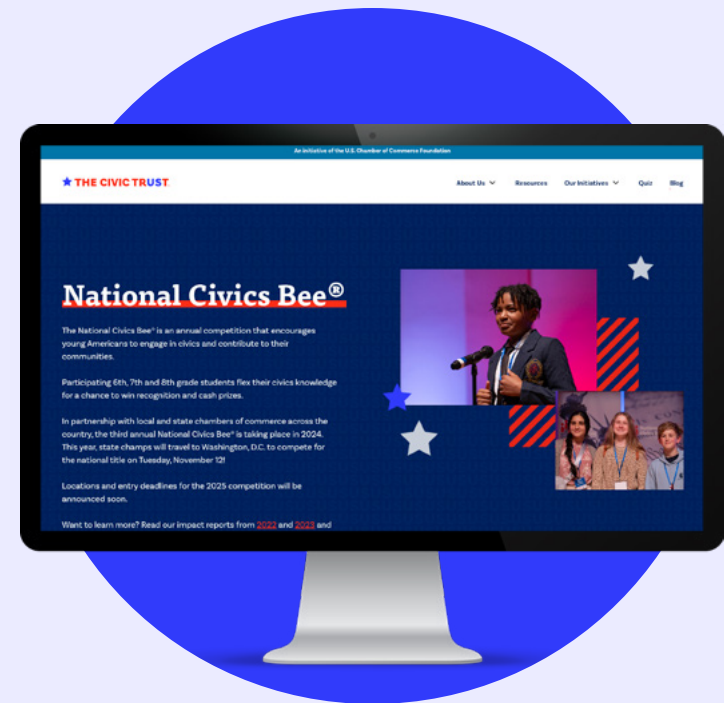 An initiative of the U.S. Chamber of Commerce Foundation
THE CIVIC TRUST
About Us
Resources
Our Initiatives
Quiz
Blog
National Civics Bee®
The National Civics Bee® is an annual competition that encourages
young Americans to engage in civics and contribute to their
communities.
Participating 6th, 7th and 8th grade students flex their civics knowledge
for a chance to win recognition and cash prizes.
In partnership with local and state chambers of commerce across the
country, the third annual National Civics Bee® is taking place in 2024.
This year, state champs will travel to Washington, D.C. to compete for
the national title on Tuesday, November 12!
Locations and entry deadlines for the 2025 competition will be
announced soon.
Want to learn more? Read our impact reports from 2022 and 2023 and